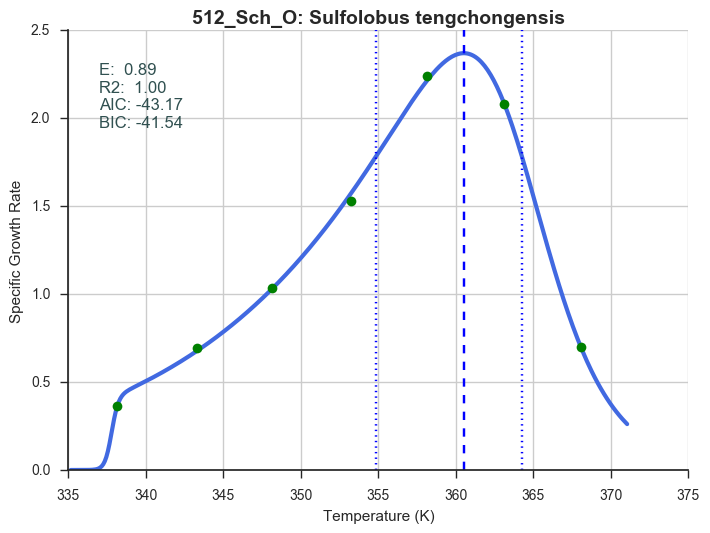 512_Sch_O: Sulfolobus tengchongensis
E:  0.89
R2:  1.00
AIC: -43.17
BIC: -41.54
Specific Growth Rate
2.5
2.0
1.5
1.0
0.5
0.0
335 340 345 350 355 360 365 370 375
Temperature (K)